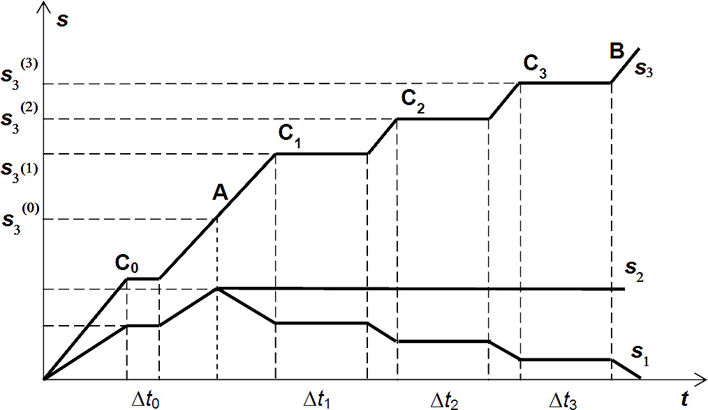 s
B
s₃
s₃⁽³⁾
C₃
s₃⁽²⁾
C₂
C₁
s₃⁽¹⁾
A
s₃⁽⁰⁾
C₀
s₂
s₁
Δt₀ Δt₁ Δt₂ Δt₃ t